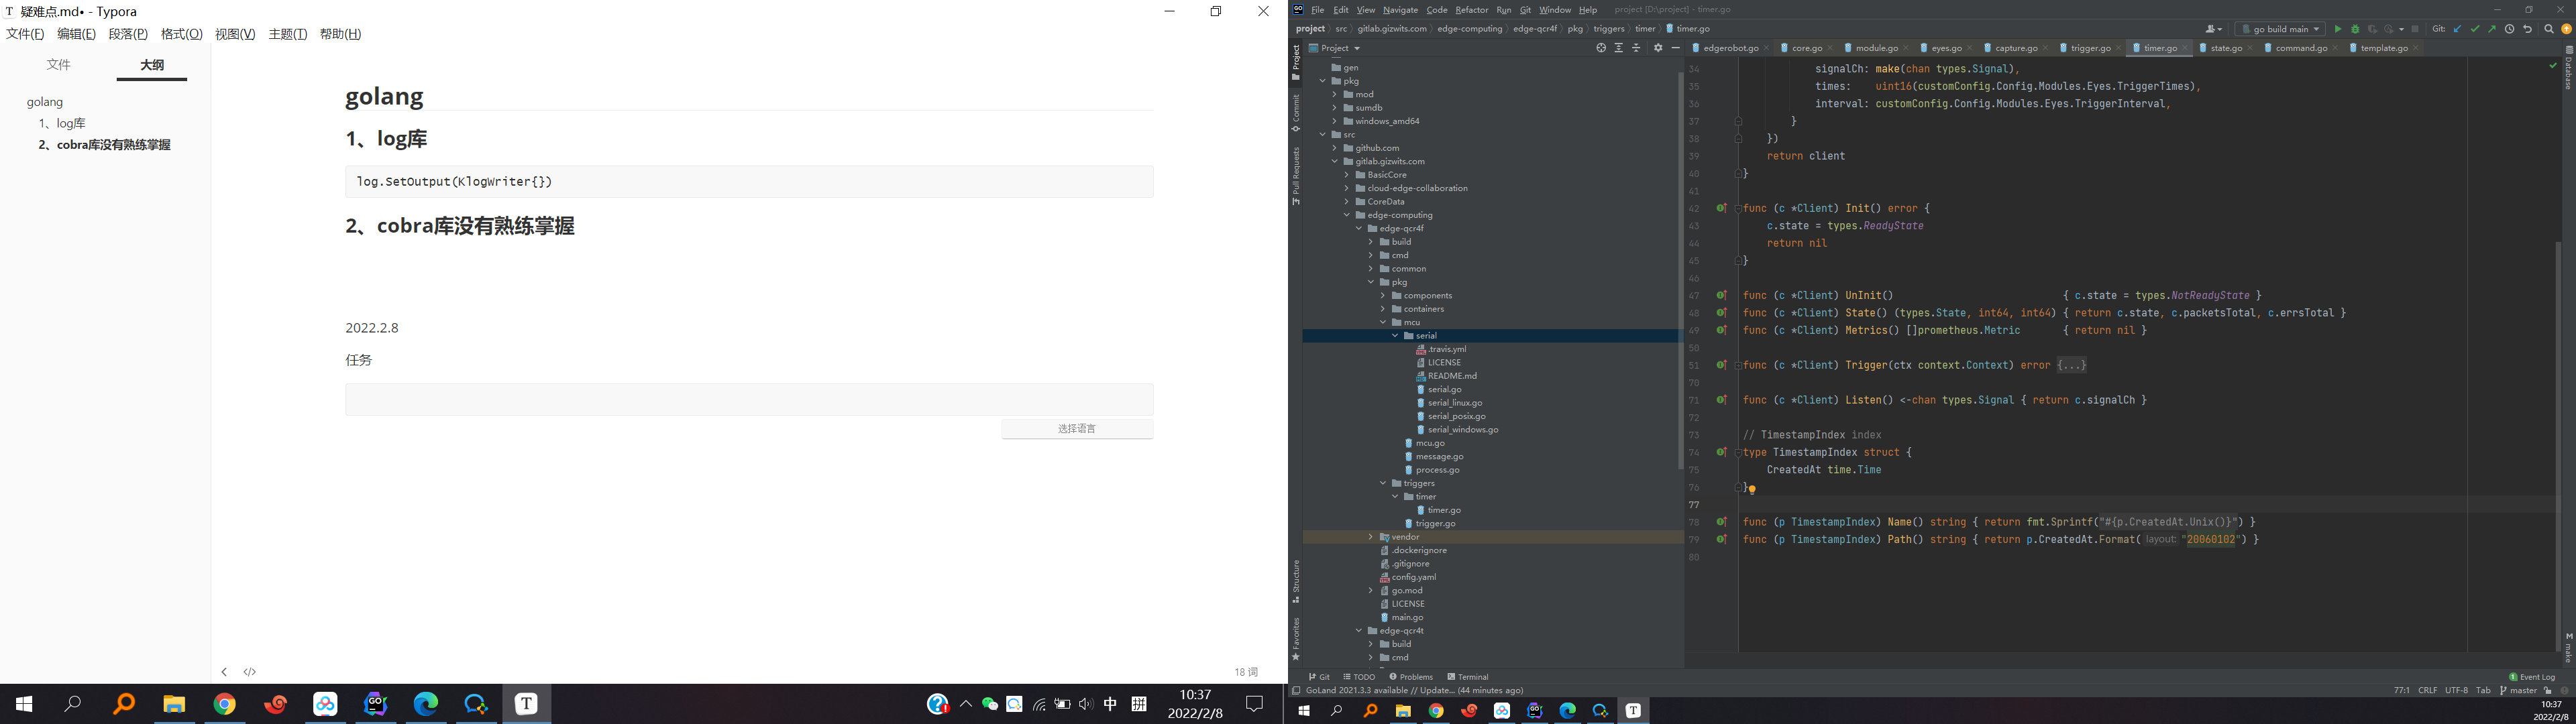 疑难点.md• - Typora
文件(F) 编辑(E) 段落(P) 格式(O) 视图(V) 主题(T) 帮助(H)
文件 大纲
golang
1、log库
2、cobra库没有熟练掌握
golang
1、log库
log.SetOutput(KlogWriter{})
2、cobra库没有熟练掌握
2022.2.8
任务
选择语言
18 词
中 拼
10:37
2022/2/8
File Edit View Navigate Code Refactor Run Git Window Help project [D:\project] - timer.go
project src gitlab.gizwits.com edge-computing edge-qcr4f pkg triggers timer timer.go
go build main Git:
Project
edgerobot.go core.go module.go eyes.go capture.go trigger.go timer.go state.go command.go template.go
Project
Commit
Pull Requests
Structure
Favorites
gen
pkg
mod
sumdb
windows_amd64
src
github.com
gitlab.gizwits.com
BasicCore
cloud-edge-collaboration
CoreData
edge-computing
edge-qcr4f
build
cmd
common
pkg
components
containers
mcu
serial
.travis.yml
LICENSE
README.md
serial.go
serial_linux.go
serial_posix.go
serial_windows.go
mcu.go
message.go
process.go
triggers
timer
timer.go
trigger.go
vendor
.dockerignore
.gitignore
config.yaml
go.mod
LICENSE
main.go
edge-qcr4t
build
cmd
34 signalCh: make(chan types.Signal),
35 times: uint16(customConfig.Config.Modules.Eyes.TriggerTimes),
36 interval: customConfig.Config.Modules.Eyes.TriggerInterval,
37 }
38 })
39 return client
40 }
41
42 func (c *Client) Init() error {
43 c.state = types.ReadyState
44 return nil
45 }
46
47 func (c *Client) UnInit() { c.state = types.NotReadyState }
48 func (c *Client) State() (types.State, int64, int64) { return c.state, c.packetsTotal, c.errsTotal }
49 func (c *Client) Metrics() []prometheus.Metric { return nil }
50
51 func (c *Client) Trigger(ctx context.Context) error {...}
70
71 func (c *Client) Listen() <-chan types.Signal { return c.signalCh }
72
73 // TimestampIndex index
74 type TimestampIndex struct {
75 CreatedAt time.Time
76 }
77
78 func (p TimestampIndex) Name() string { return fmt.Sprintf("#{p.CreatedAt.Unix()}") }
79 func (p TimestampIndex) Path() string { return p.CreatedAt.Format( layout: "20060102") }
80
Database
make
Git TODO Problems Terminal
1 Event Log
GoLand 2021.3.3 available // Update... (44 minutes ago)
77:1 CRLF UTF-8 Tab master
10:37
2022/2/8